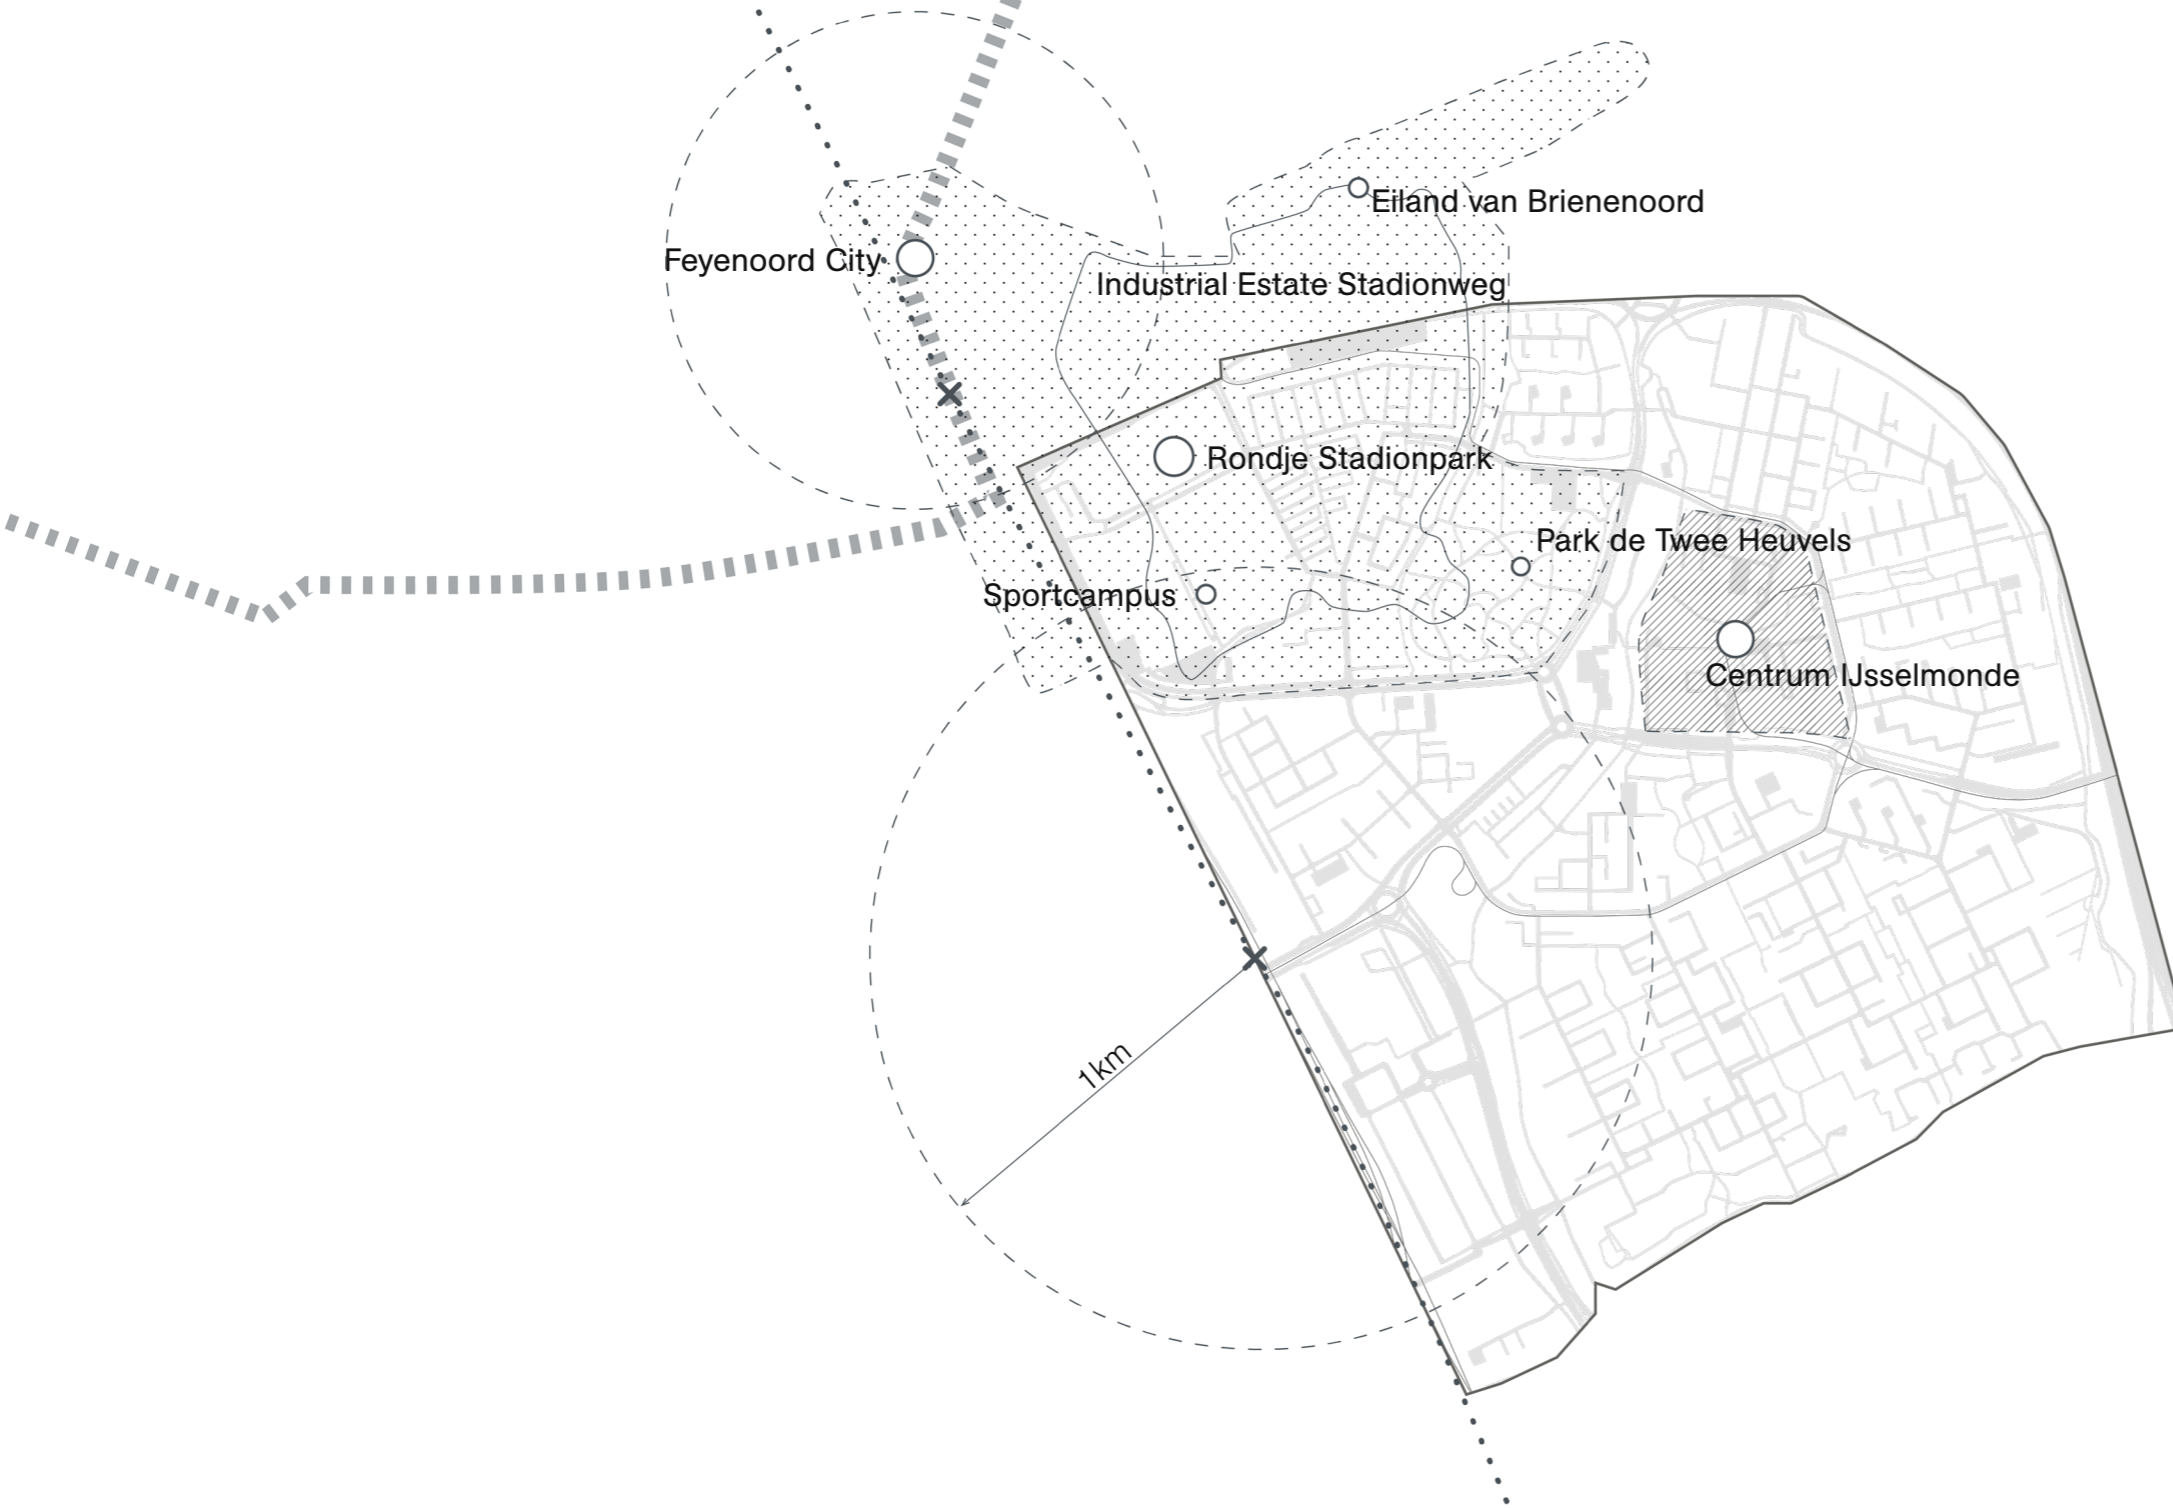 Eiland van Brienenoord
Feyenoord City
Industrial Estate Stadionweg
Rondje Stadionpark
Park de Twee Heuvels
Sportcampus
Centrum IJsselmonde
1km